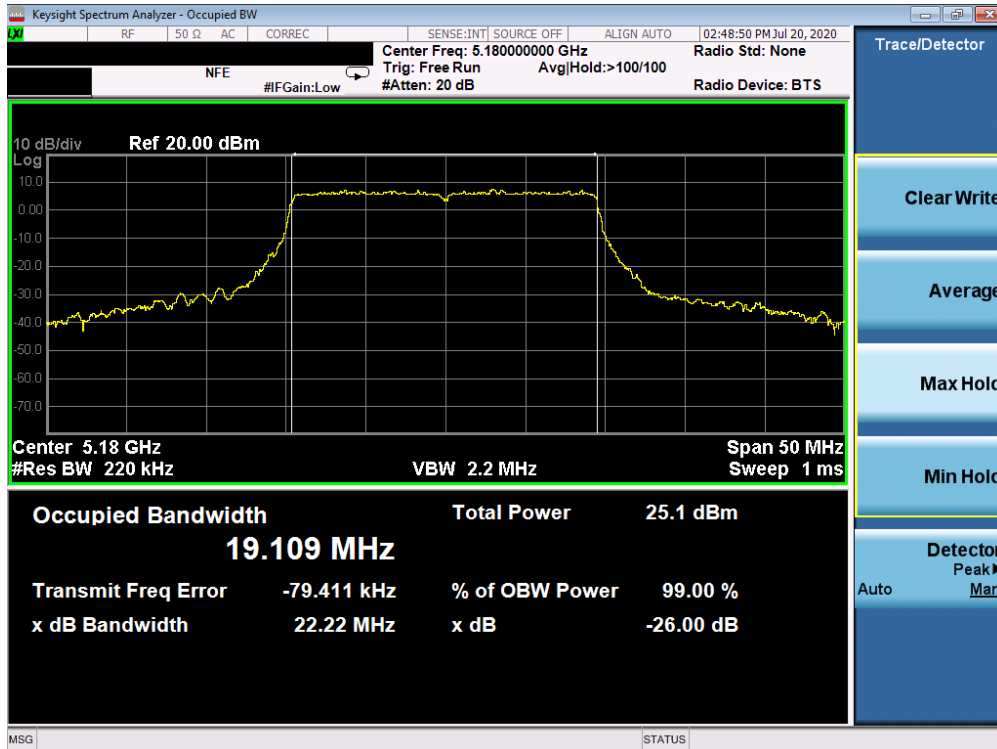 Keysight Spectrum Analyzer - Occupied BW
LXI RF 50 Ω AC CORREC SENSE:INT SOURCE OFF ALIGN AUTO 02:48:50 PM Jul 20, 2020
Center Freq: 5.180000000 GHz Radio Std: None
NFE Trig: Free Run Avg|Hold:>100/100
#IFGain:Low #Atten: 20 dB Radio Device: BTS
10 dB/div Ref 20.00 dBm
Log
10.0
0.00
-10.0
-20.0
-30.0
-40.0
-50.0
-60.0
-70.0
Center 5.18 GHz Span 50 MHz
#Res BW 220 kHz VBW 2.2 MHz Sweep 1 ms
Occupied Bandwidth Total Power 25.1 dBm
19.109 MHz
Transmit Freq Error -79.411 kHz % of OBW Power 99.00 %
x dB Bandwidth 22.22 MHz x dB -26.00 dB
MSG STATUS
Trace/Detector
Clear Write
Average
Max Hold
Min Hold
Detector
Peak
Auto Man